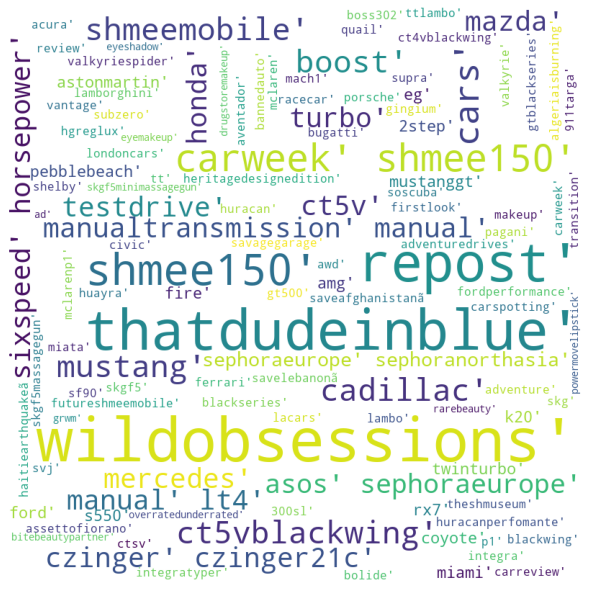 boss302' ttlambo'
acura' shmeemobile' quail' mazda'
review' eyeshadow' ct4vblackwing'
valkyriespider' boost'
astonmartin' mach1' supra' valkyrie'
lamborghini' mclaren' racecar' porsche' eg'
vantage' honda' drugstoremakeup' aventador' bannedauto' cars' gtblackseries' algeriaisburning' 911targa'
subzero' turbo' gingium'
hgreglux' eyemakeup' bugatti' 2step'
londoncars' carweek' shmee150'
pebblebeach' tt' heritagedesignedition' mustanggt'
shelby' skgf5minimassagegun' soscuba' carweek'
ad' testdrive' huracan' ct5v' firstlook' makeup' transition'
manualtransmission' manual' pagani'
civic' savagegarage' adventuredrives'
sixspeed' horsepower' mclarenp1'
shmee150' awd' repost'
huayra' gt500' amg' fordperformance'
fire' saveafghanistanã carspotting'
thatdudeinblue'
miata' powermovelipstick'
mustang' sephoraeurope' sephoranorthasia'
skgf5massagegun' skgf5' ferrari' savelebanonã cadillac' adventure' skg'
sf90' futureshmeemobile' blackseries' rarebeauty'
grwm' lacars' lambo' k20'
wildobsessions'
haitiearthquakeä
svj' mercedes' asos' sephoraeurope' twinturbo'
theshmuseum'
ford' manual' lt4' 300sl' rx7' huracanperfomante'
s550' overratedunderrated'
assettofiorano' ct5vblackwing' coyote' p1' blackwing'
bitebeautypartner' ctsv' integra'
czinger' czinger21c' miami' carreview'
integratyper' bolide'